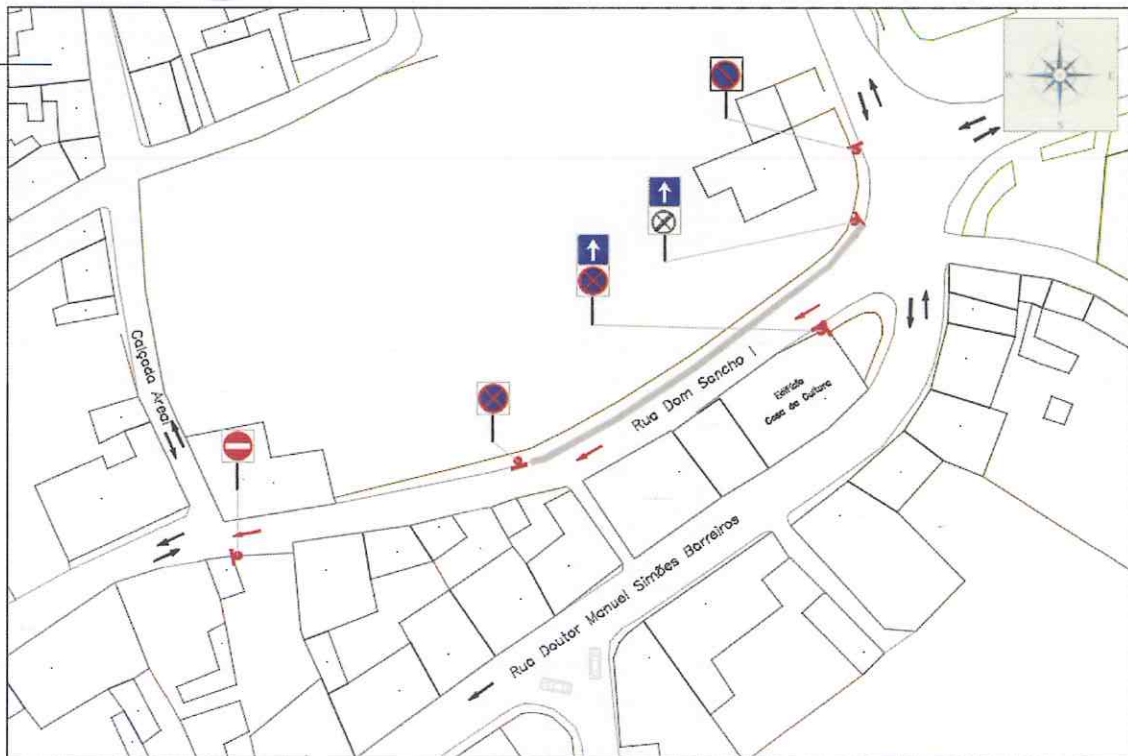 N
W
E
S
Calçada Areal
Rua Dom Sancho I
Edifício
Casa da Cultura
Rua Doutor Manuel Simões Barreiros